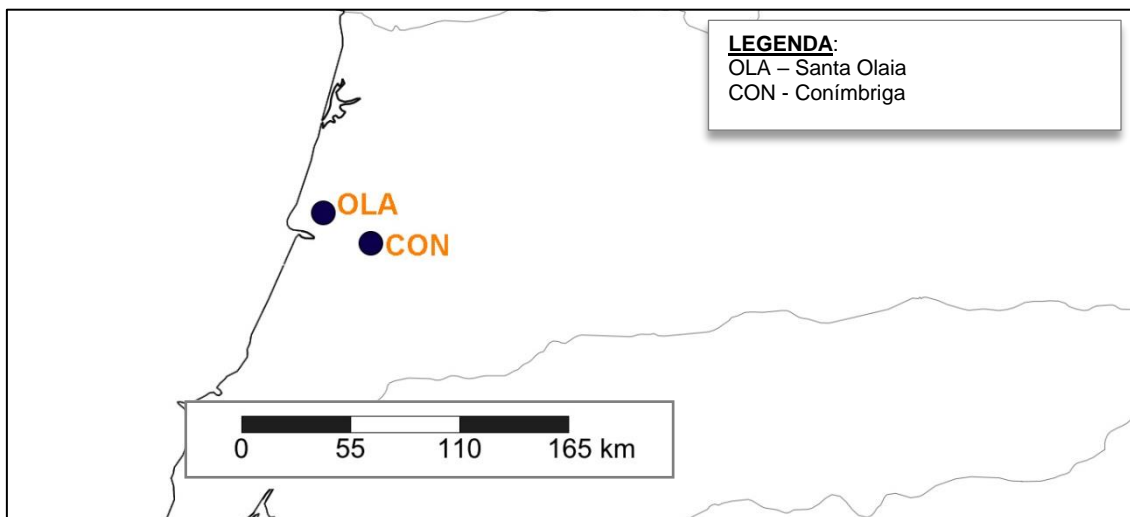 LEGENDA:
OLA – Santa Olaia
CON - Conímbriga
OLA
CON
0 55 110 165 km